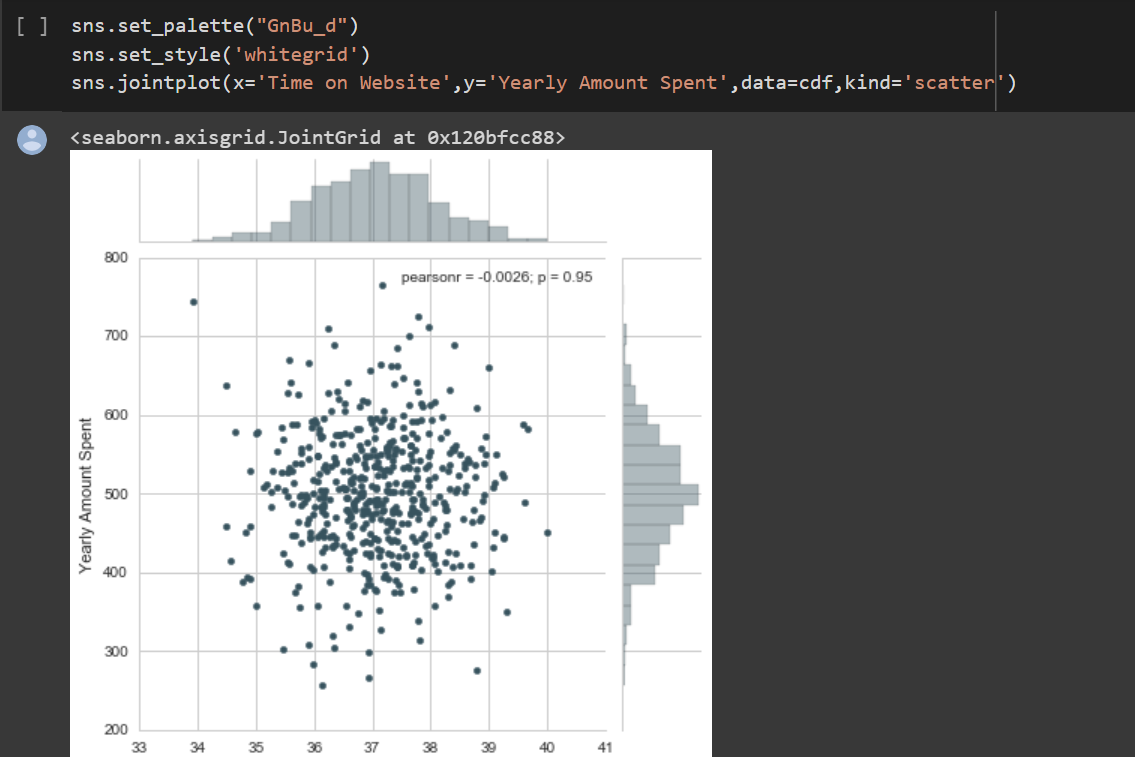 [ ] sns.set_palette("GnBu_d")
sns.set_style('whitegrid')
sns.jointplot(x='Time on Website',y='Yearly Amount Spent',data=cdf,kind='scatter')
<seaborn.axisgrid.JointGrid at 0x120bfcc88>
800
pearsonr = -0.0026; p = 0.95
700
600
Yearly Amount Spent
500
400
300
200
33 34 35 36 37 38 39 40 41